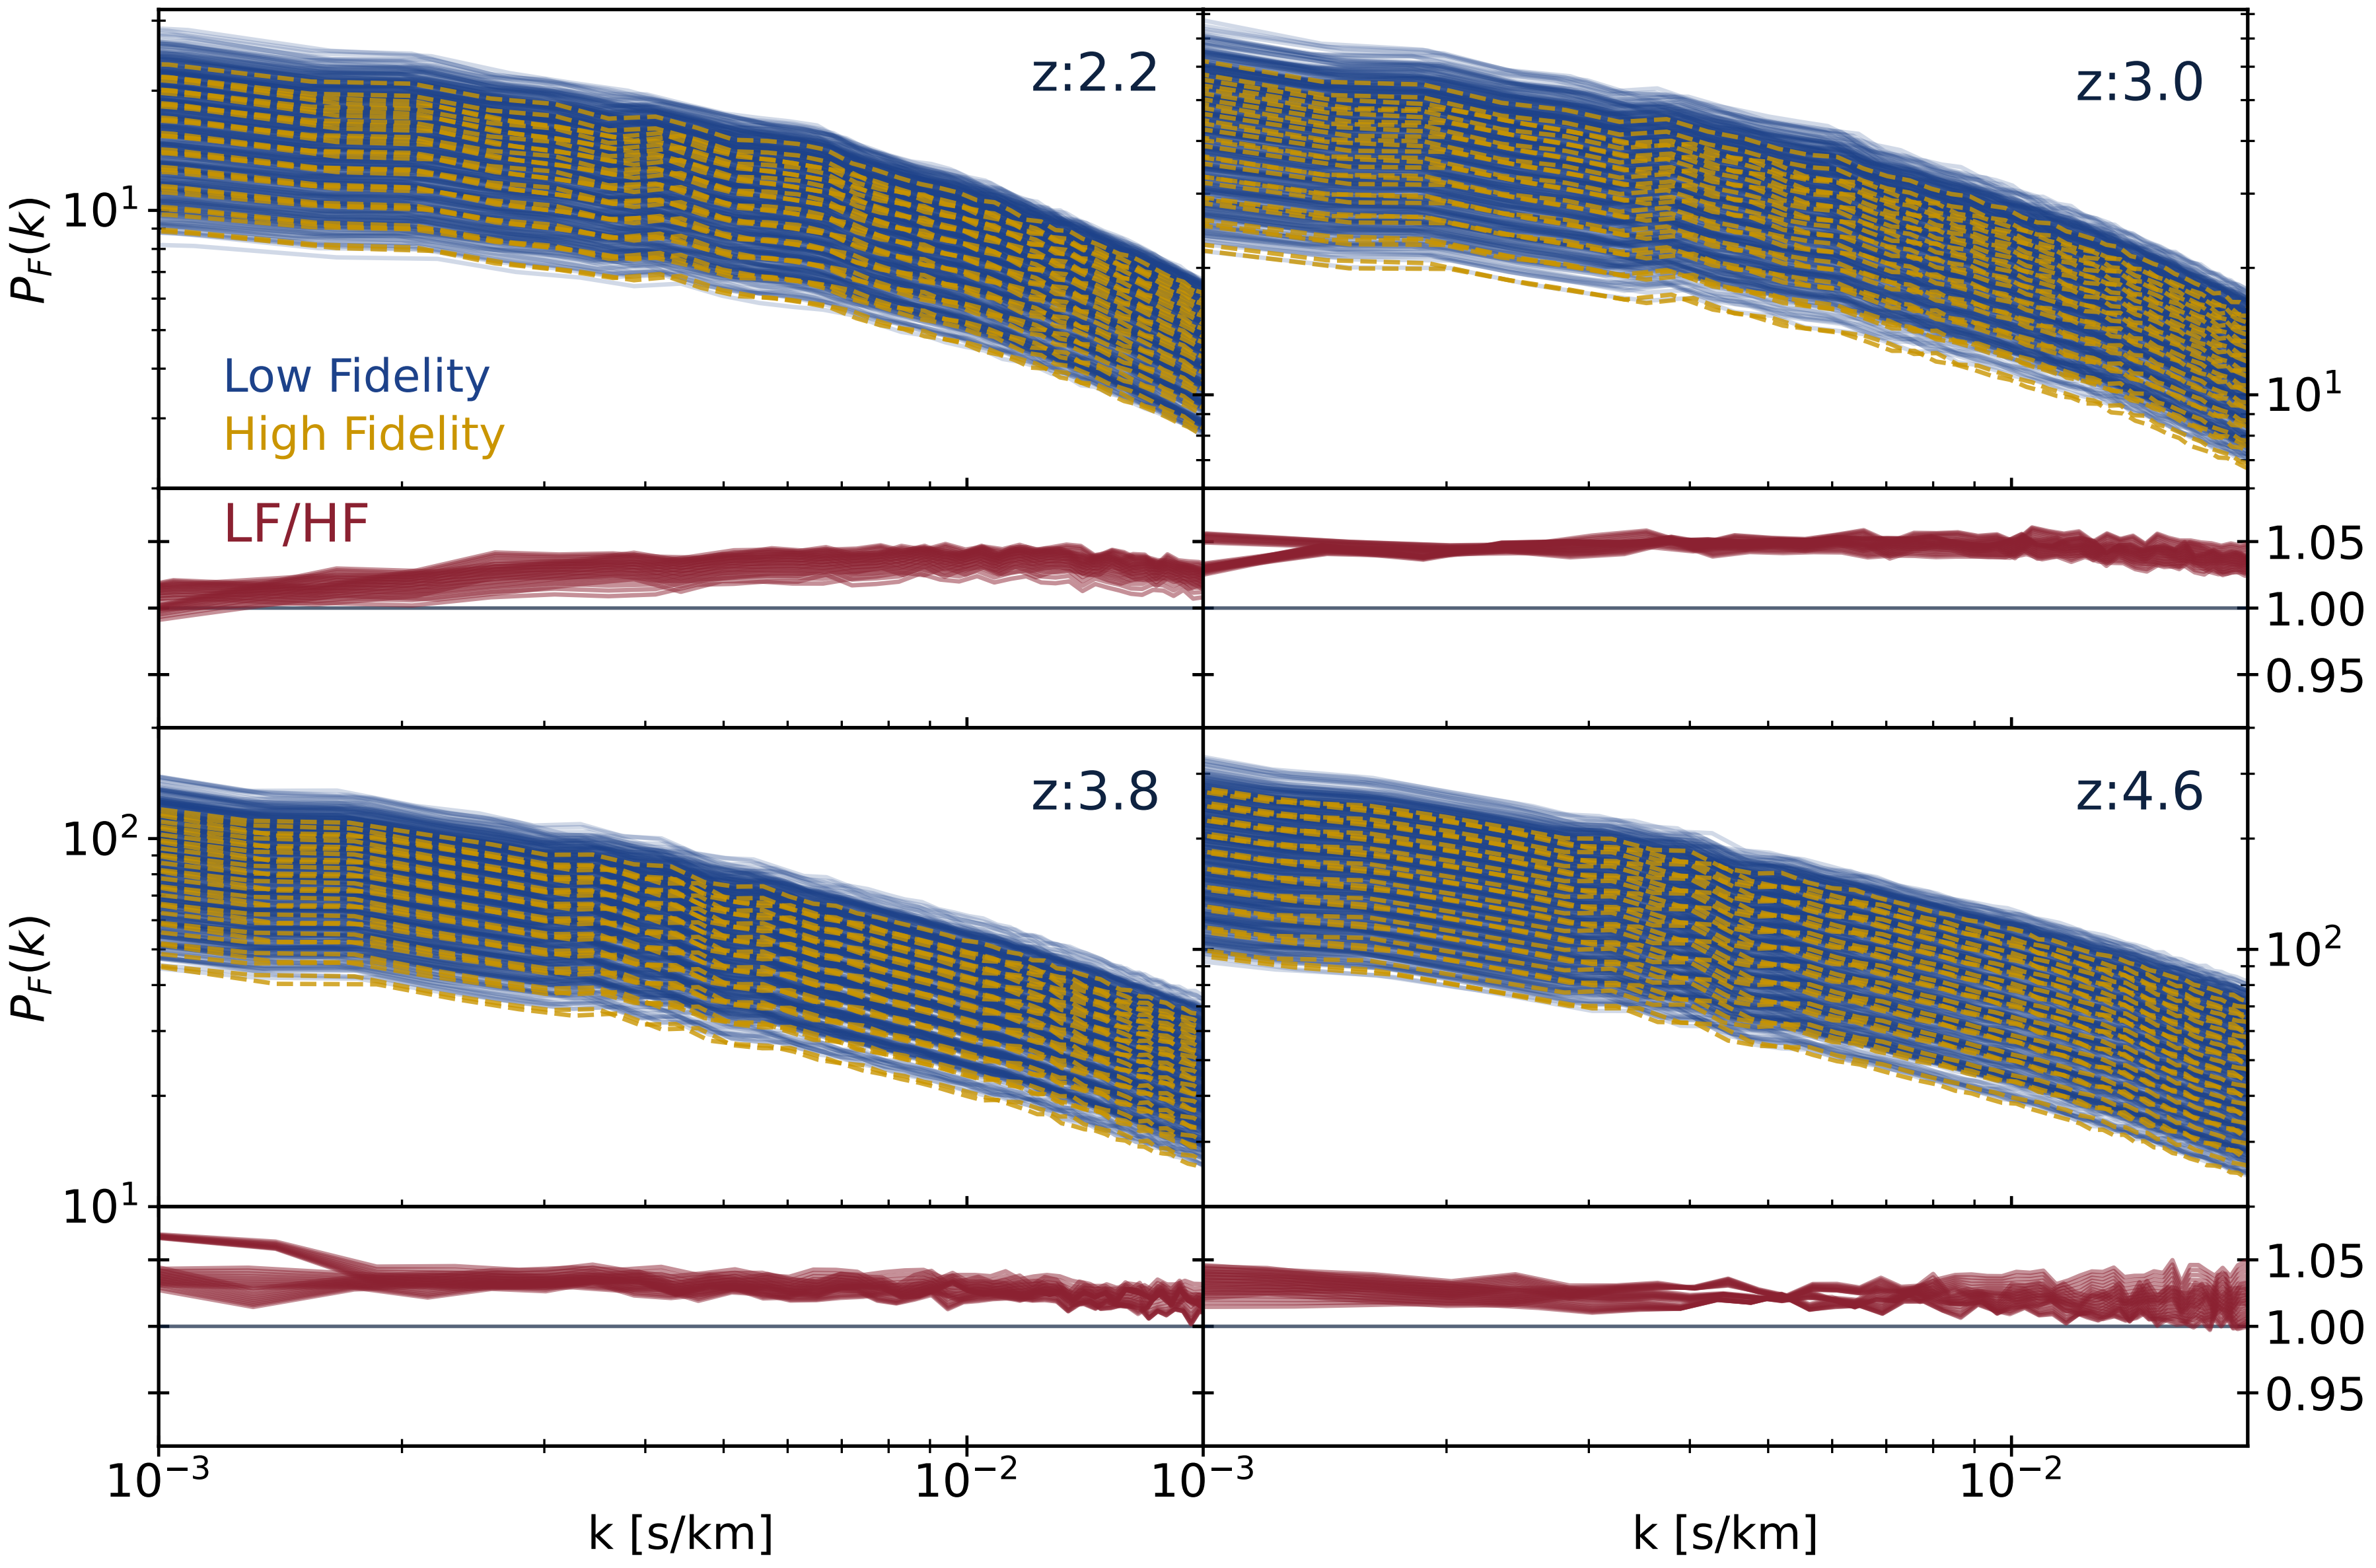 z:2.2
z:3.0
P_F(k)
10^1
Low Fidelity
High Fidelity
10^1
LF/HF
1.05
1.00
0.95
z:3.8
z:4.6
10^2
P_F(k)
10^2
10^1
1.05
1.00
0.95
10^−3
10^−2
10^−3
10^−2
k [s/km]
k [s/km]